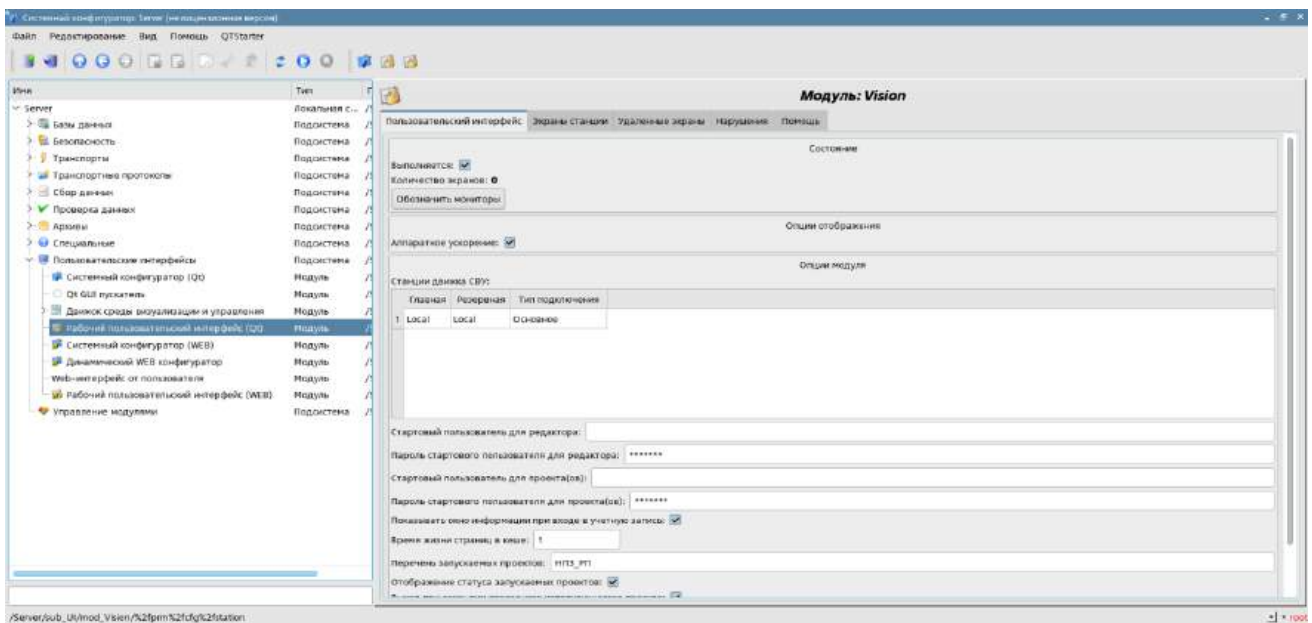 Системный конфигуратор: Server (нелицензионная версия)
Файл Редактирование Вид Помощь QTStarter
Имя Тип
Server Локальная с...
Базы данных Подсистема
Безопасность Подсистема
Транспорты Подсистема
Транспортные протоколы Подсистема
Сбор данных Подсистема
Проверка данных Подсистема
Архивы Подсистема
Специальные Подсистема
Пользовательские интерфейсы Подсистема
Системный конфигуратор (Qt) Модуль
Qt GUI пускатель Модуль
Движок среды визуализации и управления Модуль
Рабочий пользовательский интерфейс (Qt) Модуль
Системный конфигуратор (WEB) Модуль
Динамический WEB конфигуратор Модуль
Web-интерфейс от пользователя Модуль
Рабочий пользовательский интерфейс (WEB) Модуль
Управление модулями Подсистема
Модуль: Vision
Пользовательский интерфейс Экраны станции Удаленные экраны Нарушения Помощь
Состояние
Выполняется:
Количество экранов: 0
Обозначить мониторы
Опции отображения
Аппаратное ускорение:
Опции модуля
Станции движка СВУ:
Главная Резервная Тип подключения
1 Local Local Основное
Стартовый пользователь для редактора:
Пароль стартового пользователя для редактора: *******
Стартовый пользователь для проекта(ов):
Пароль стартового пользователя для проекта(ов): *******
Показывать окно информации при входе в учетную запись:
Время жизни страниц в кеше: 1
Перечень запускаемых проектов: НПЗ_РП
Отображение статуса запускаемых проектов:
/Server/sub_UI/mod_Vision/%2fprm%2fcfg%2fstation
root